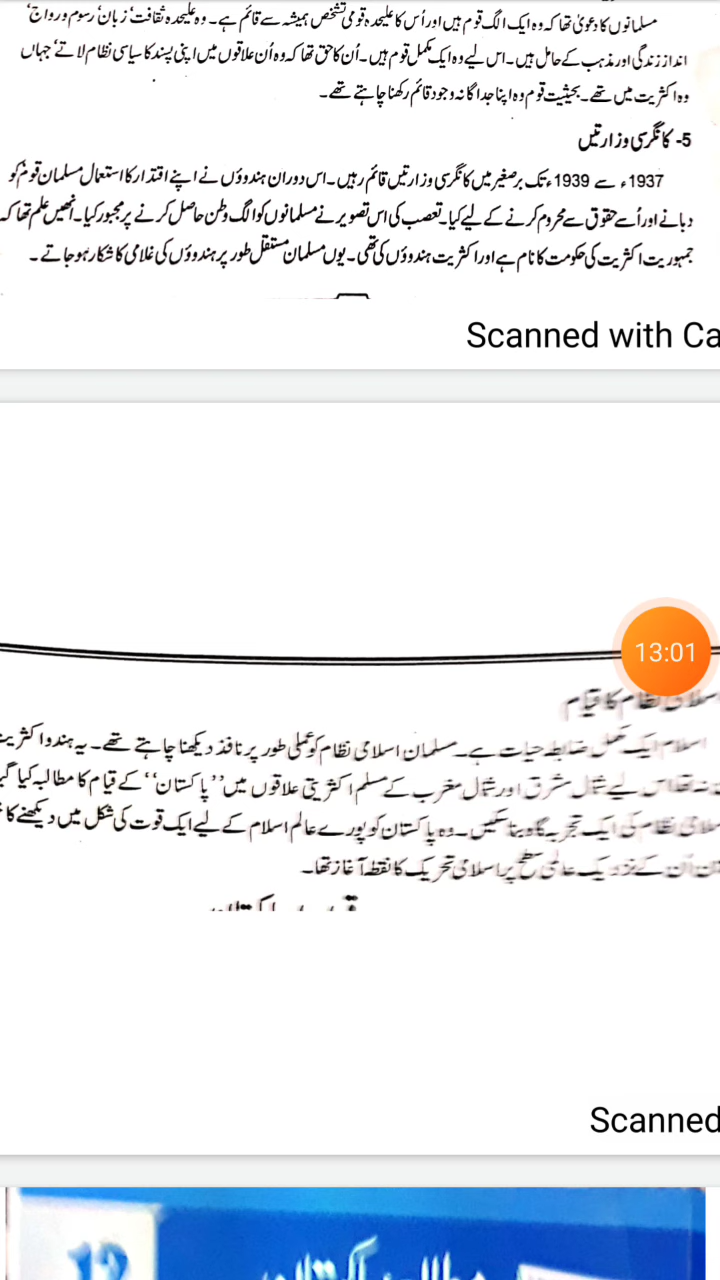 مسلمانوں کا دعویٰ تھا کہ وہ ایک الگ قوم ہیں اور اُس کا علیحدہ قومی تشخص ہمیشہ سے قائم ہے۔ وہ علیحدہ ثقافت، زبان، رسوم و رواج،
انداز زندگی اور مذہب کے حامل ہیں۔ اس لیے وہ ایک مکمل قوم ہیں۔ اُن کا حق تھا کہ وہ اُن علاقوں میں اپنی پسند کا سیاسی نظام لاتے، جہاں
وہ اکثریت میں تھے۔ بحیثیت قوم وہ اپنا جداگانہ وجود قائم رکھنا چاہتے تھے۔
5- کانگرسی وزارتیں
1937ء سے 1939ء تک برصغیر میں کانگرسی وزارتیں قائم رہیں۔ اس دوران ہندوؤں نے اپنے اقتدار کا استعمال مسلمان قوم کو
دبانے اور اُسے حقوق سے محروم کرنے کے لیے کیا۔ تعصب کی اس تصویر نے مسلمانوں کو الگ وطن حاصل کرنے پر مجبور کیا۔ انھیں علم تھا کہ
جمہوریت اکثریت کی حکومت کا نام ہے اور اکثریت ہندوؤں کی تھی۔ یوں مسلمان مستقل طور پر ہندوؤں کی غلامی کا شکار ہو جاتے۔
Scanned with Ca
13:01
اسلامی نظام کا قیام
اسلام ایک مکمل ضابطہ حیات ہے۔ مسلمان اسلامی نظام کو عملی طور پر نافذ دیکھنا چاہتے تھے۔ یہ ہندو اکثریت
نہ تھا اس لیے شمال مشرق اور شمال مغرب کے مسلم اکثریتی علاقوں میں ''پاکستان'' کے قیام کا مطالبہ کیا
اسلامی نظام کی ایک تجربہ گاہ بنا سکیں۔ وہ پاکستان کو پورے عالم اسلام کے لیے ایک قوت کی شکل میں دیکھنے کا
اُن کے نزدیک عالمی سطح پر اسلامی تحریک کا نقطہ آغاز تھا۔
Scanned
12